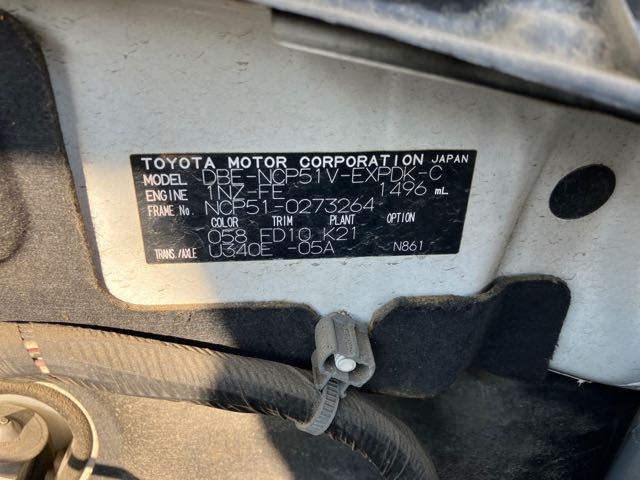 TOYOTA MOTOR CORPORATION JAPAN
MODEL DBE-NCP51V-EXPDK-C
ENGINE 1NZ-FE 1496 mL
FRAME No. NCP51-0273264
COLOR TRIM PLANT OPTION
058 FD10 K21
TRANS./AXLE U340E -05A N861